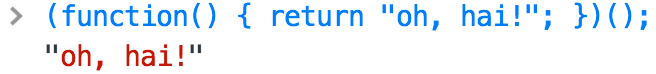 > (function() { return "oh, hai!"; })();
"oh, hai!"